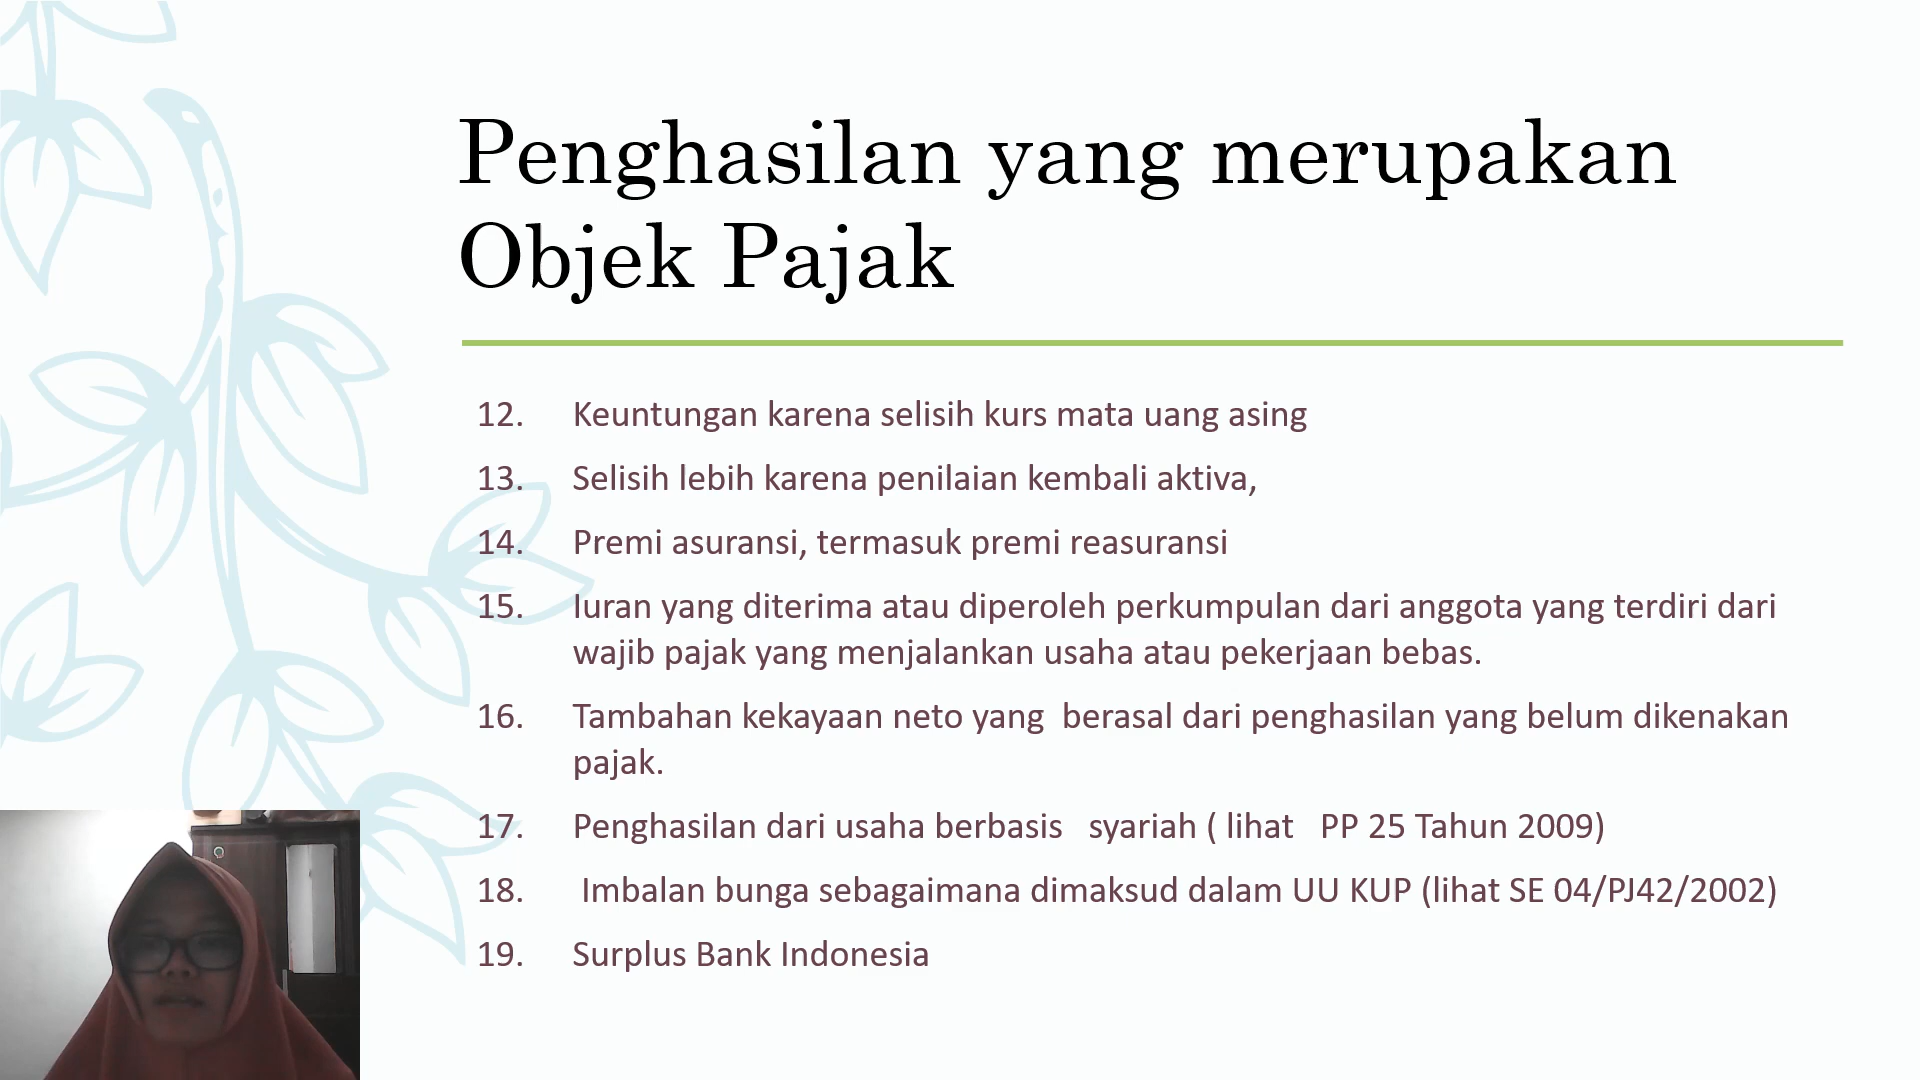 Penghasilan yang merupakan
Objek Pajak
12. Keuntungan karena selisih kurs mata uang asing
13. Selisih lebih karena penilaian kembali aktiva,
14. Premi asuransi, termasuk premi reasuransi
15. Iuran yang diterima atau diperoleh perkumpulan dari anggota yang terdiri dari
wajib pajak yang menjalankan usaha atau pekerjaan bebas.
16. Tambahan kekayaan neto yang  berasal dari penghasilan yang belum dikenakan
pajak.
17. Penghasilan dari usaha berbasis   syariah ( lihat   PP 25 Tahun 2009)
18. Imbalan bunga sebagaimana dimaksud dalam UU KUP (lihat SE 04/PJ42/2002)
19. Surplus Bank Indonesia